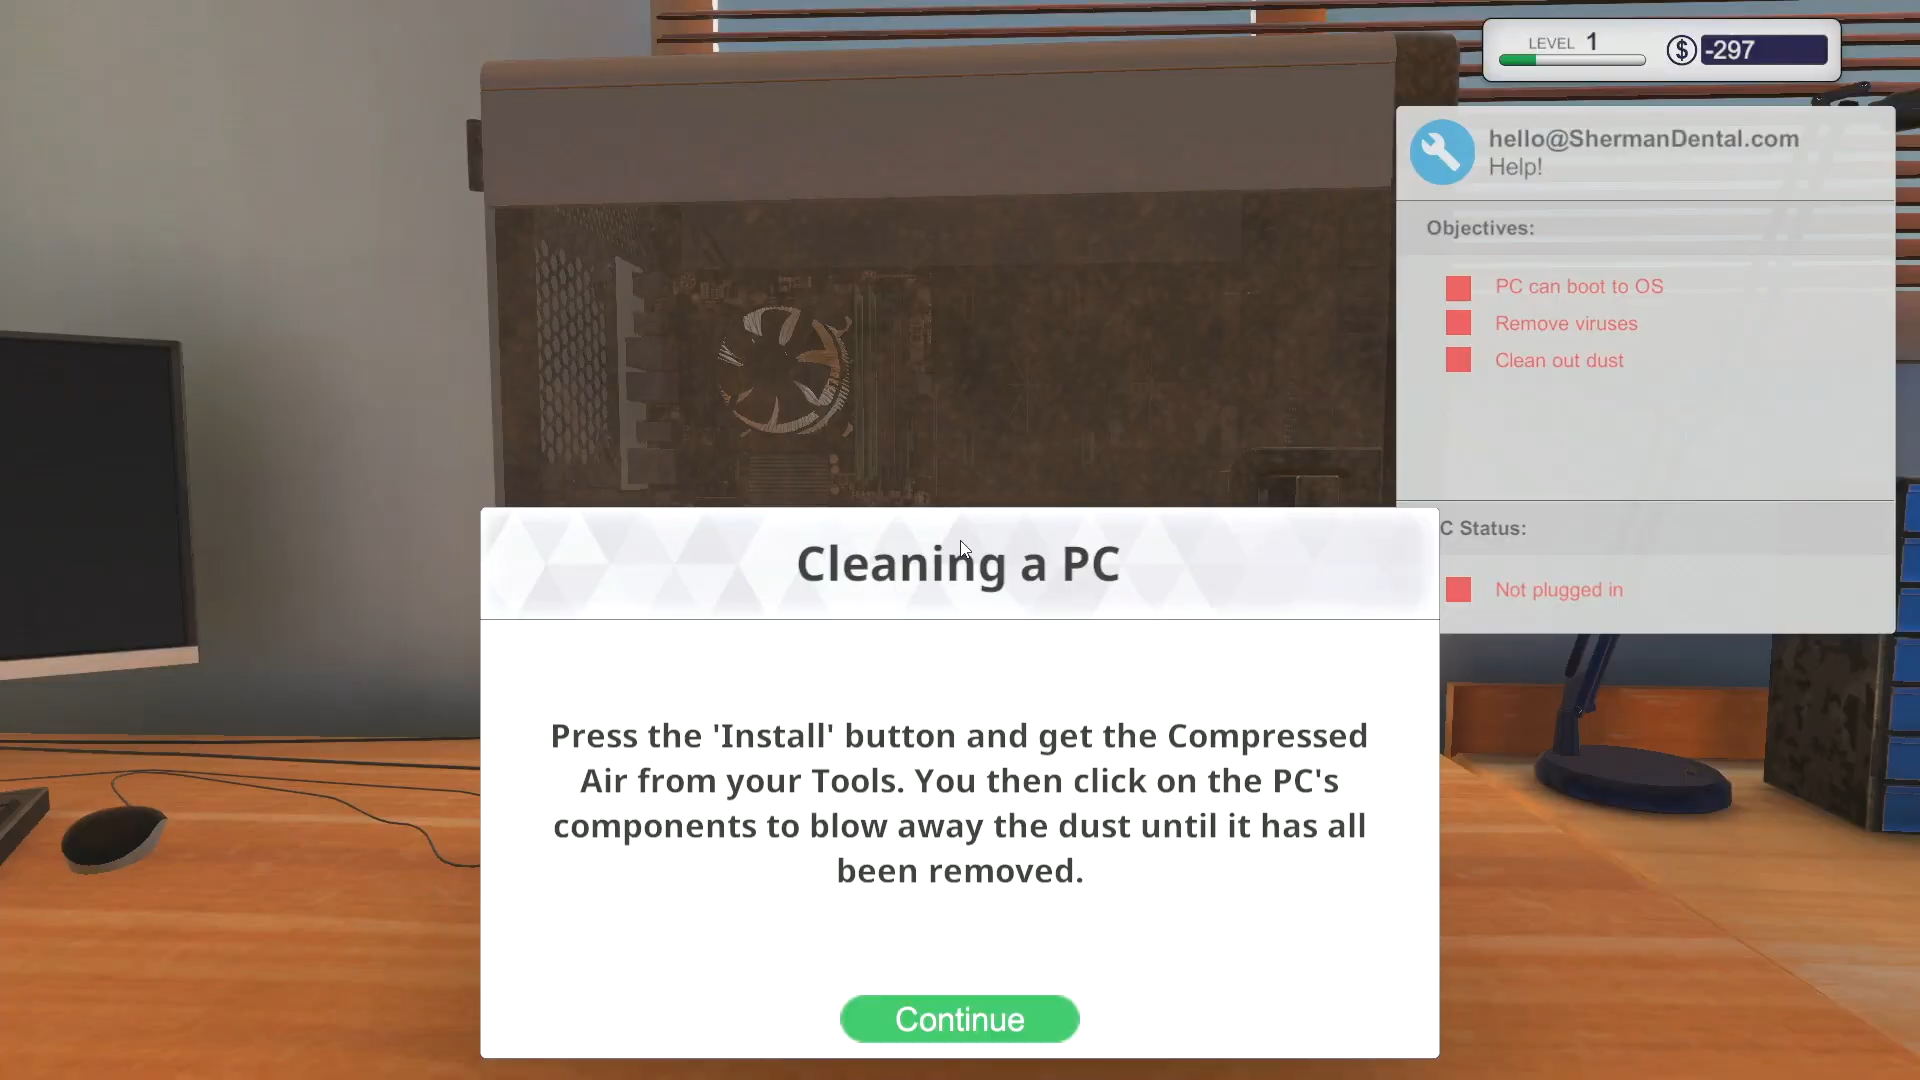 LEVEL 1
$ -297
hello@ShermanDental.com
Help!
Objectives:
PC can boot to OS
Remove viruses
Clean out dust
C Status:
Not plugged in
Cleaning a PC
Press the 'Install' button and get the Compressed
Air from your Tools. You then click on the PC's
components to blow away the dust until it has all
been removed.
Continue